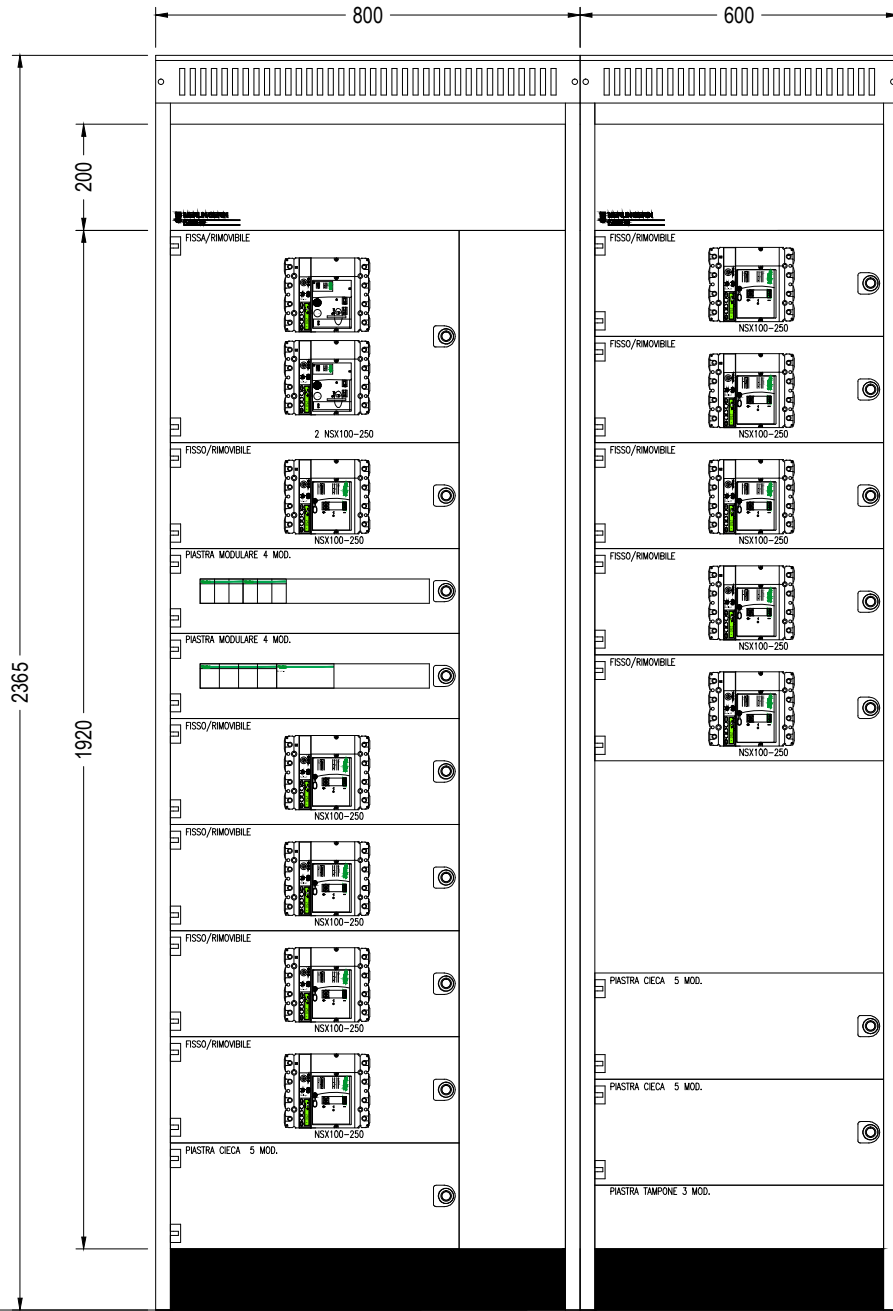 800
600
200
2365
1920
FISSA/RIMOVIBILE
2 NSX100-250
FISSO/RIMOVIBILE
NSX100-250
PIASTRA MODULARE 4 MOD.
PIASTRA MODULARE 4 MOD.
FISSO/RIMOVIBILE
NSX100-250
FISSO/RIMOVIBILE
NSX100-250
FISSO/RIMOVIBILE
NSX100-250
FISSO/RIMOVIBILE
NSX100-250
PIASTRA CIECA 5 MOD.
FISSO/RIMOVIBILE
NSX100-250
FISSO/RIMOVIBILE
NSX100-250
FISSO/RIMOVIBILE
NSX100-250
FISSO/RIMOVIBILE
NSX100-250
FISSO/RIMOVIBILE
NSX100-250
PIASTRA CIECA 5 MOD.
PIASTRA CIECA 5 MOD.
PIASTRA TAMPONE 3 MOD.